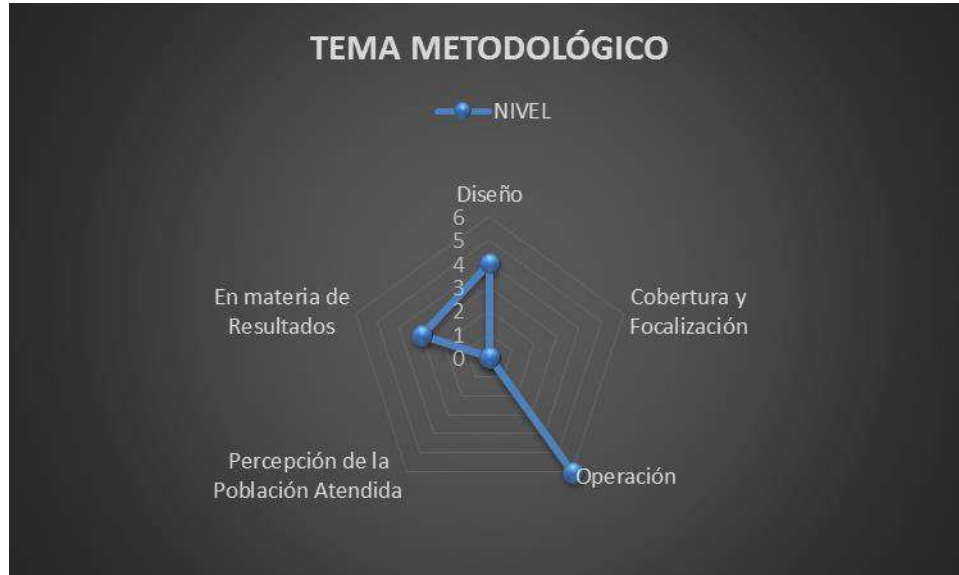 TEMA METODOLÓGICO
NIVEL
Diseño
6
5
4
3
2
1
0
Cobertura y
Focalización
Operación
Percepción de la
Población Atendida
En materia de
Resultados